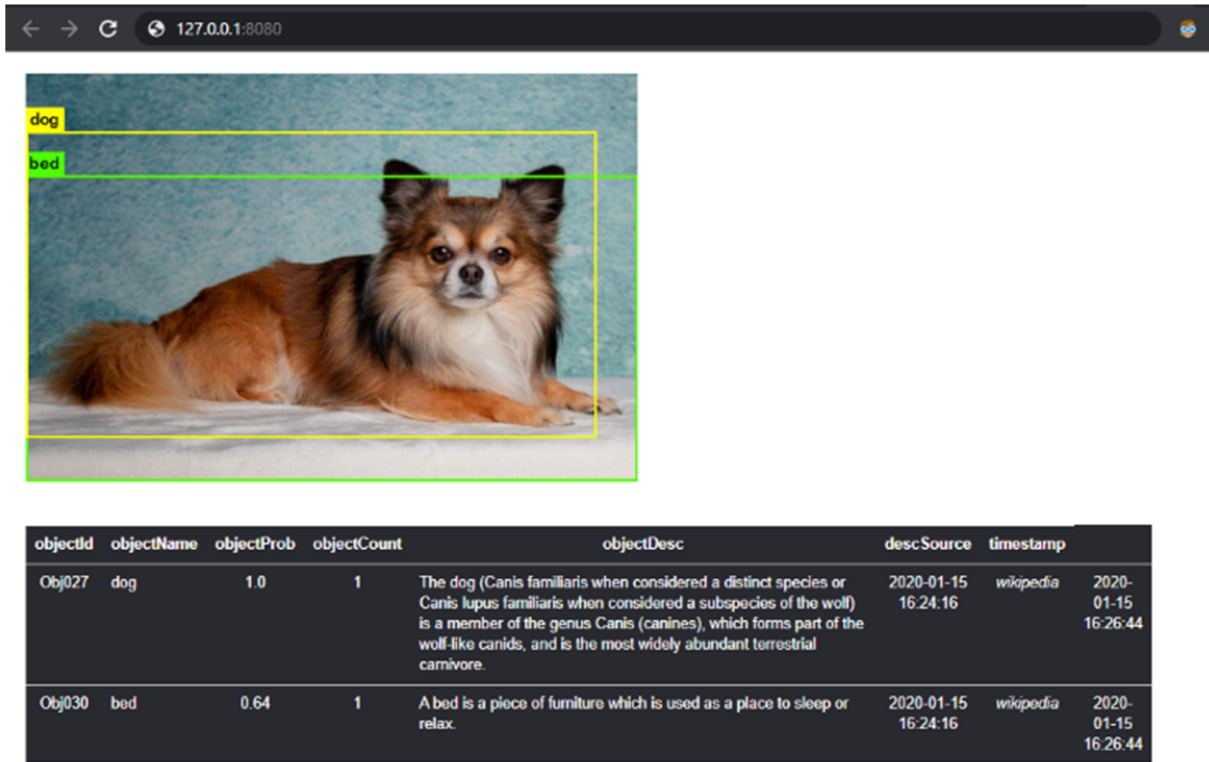 127.0.0.1:8080
dog
bed
objectId objectName objectProb objectCount objectDesc descSource timestamp
Obj027 dog 1.0 1 The dog (Canis familiaris when considered a distinct species or 2020-01-15 wikipedia 2020-
Canis lupus familiaris when considered a subspecies of the wolf) 16:24:16 01-15
is a member of the genus Canis (canines), which forms part of the 16:26:44
wolf-like canids, and is the most widely abundant terrestrial
carnivore.
Obj030 bed 0.64 1 A bed is a piece of furniture which is used as a place to sleep or 2020-01-15 wikipedia 2020-
relax. 16:24:16 01-15
16:26:44